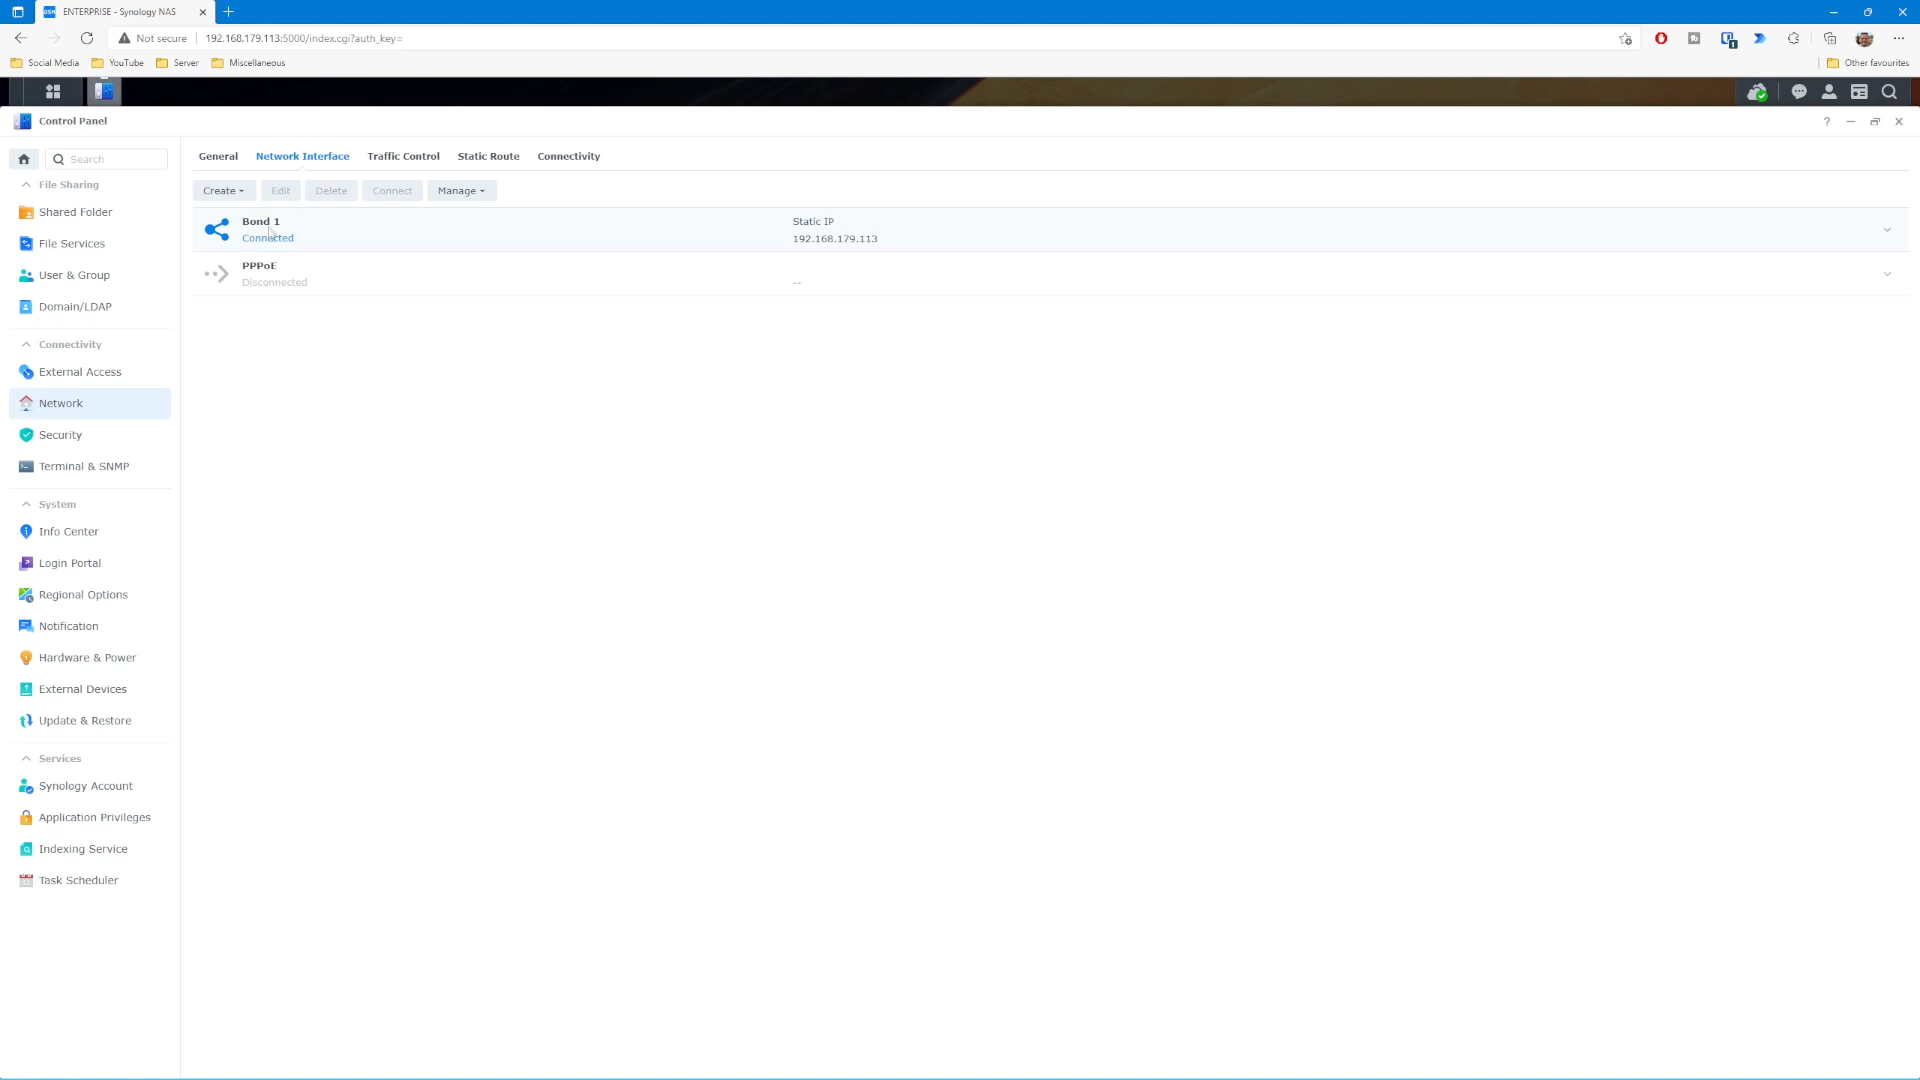 ENTERPRISE - Synology NAS
Not secure
192.168.179.113:5000/index.cgi?auth_key=
Social Media
YouTube
Server
Miscellaneous
Other favourites
Control Panel
Search
File Sharing
Shared Folder
File Services
User & Group
Domain/LDAP
Connectivity
External Access
Network
Security
Terminal & SNMP
System
Info Center
Login Portal
Regional Options
Notification
Hardware & Power
External Devices
Update & Restore
Services
Synology Account
Application Privileges
Indexing Service
Task Scheduler
General
Network Interface
Traffic Control
Static Route
Connectivity
Create
Edit
Delete
Connect
Manage
Bond 1
Connected
Static IP
192.168.179.113
PPPoE
Disconnected
--